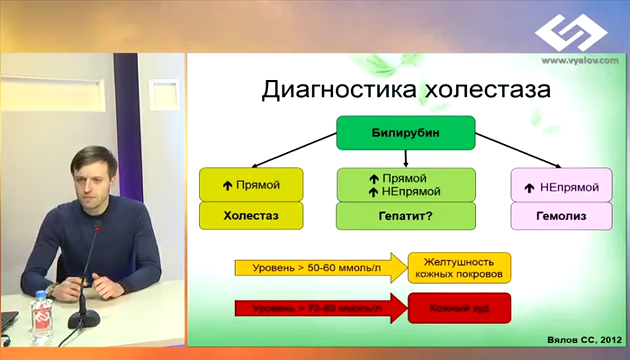 www.vyalov.com
Диагностика холестаза
Билирубин
Прямой
Холестаз
Прямой
НЕпрямой
Гепатит?
НЕпрямой
Гемолиз
Уровень > 50-60 ммоль/л
Желтушность
кожных покровов
Уровень > 70-80 ммоль/л
Кожный зуд
Вялов СС, 2012